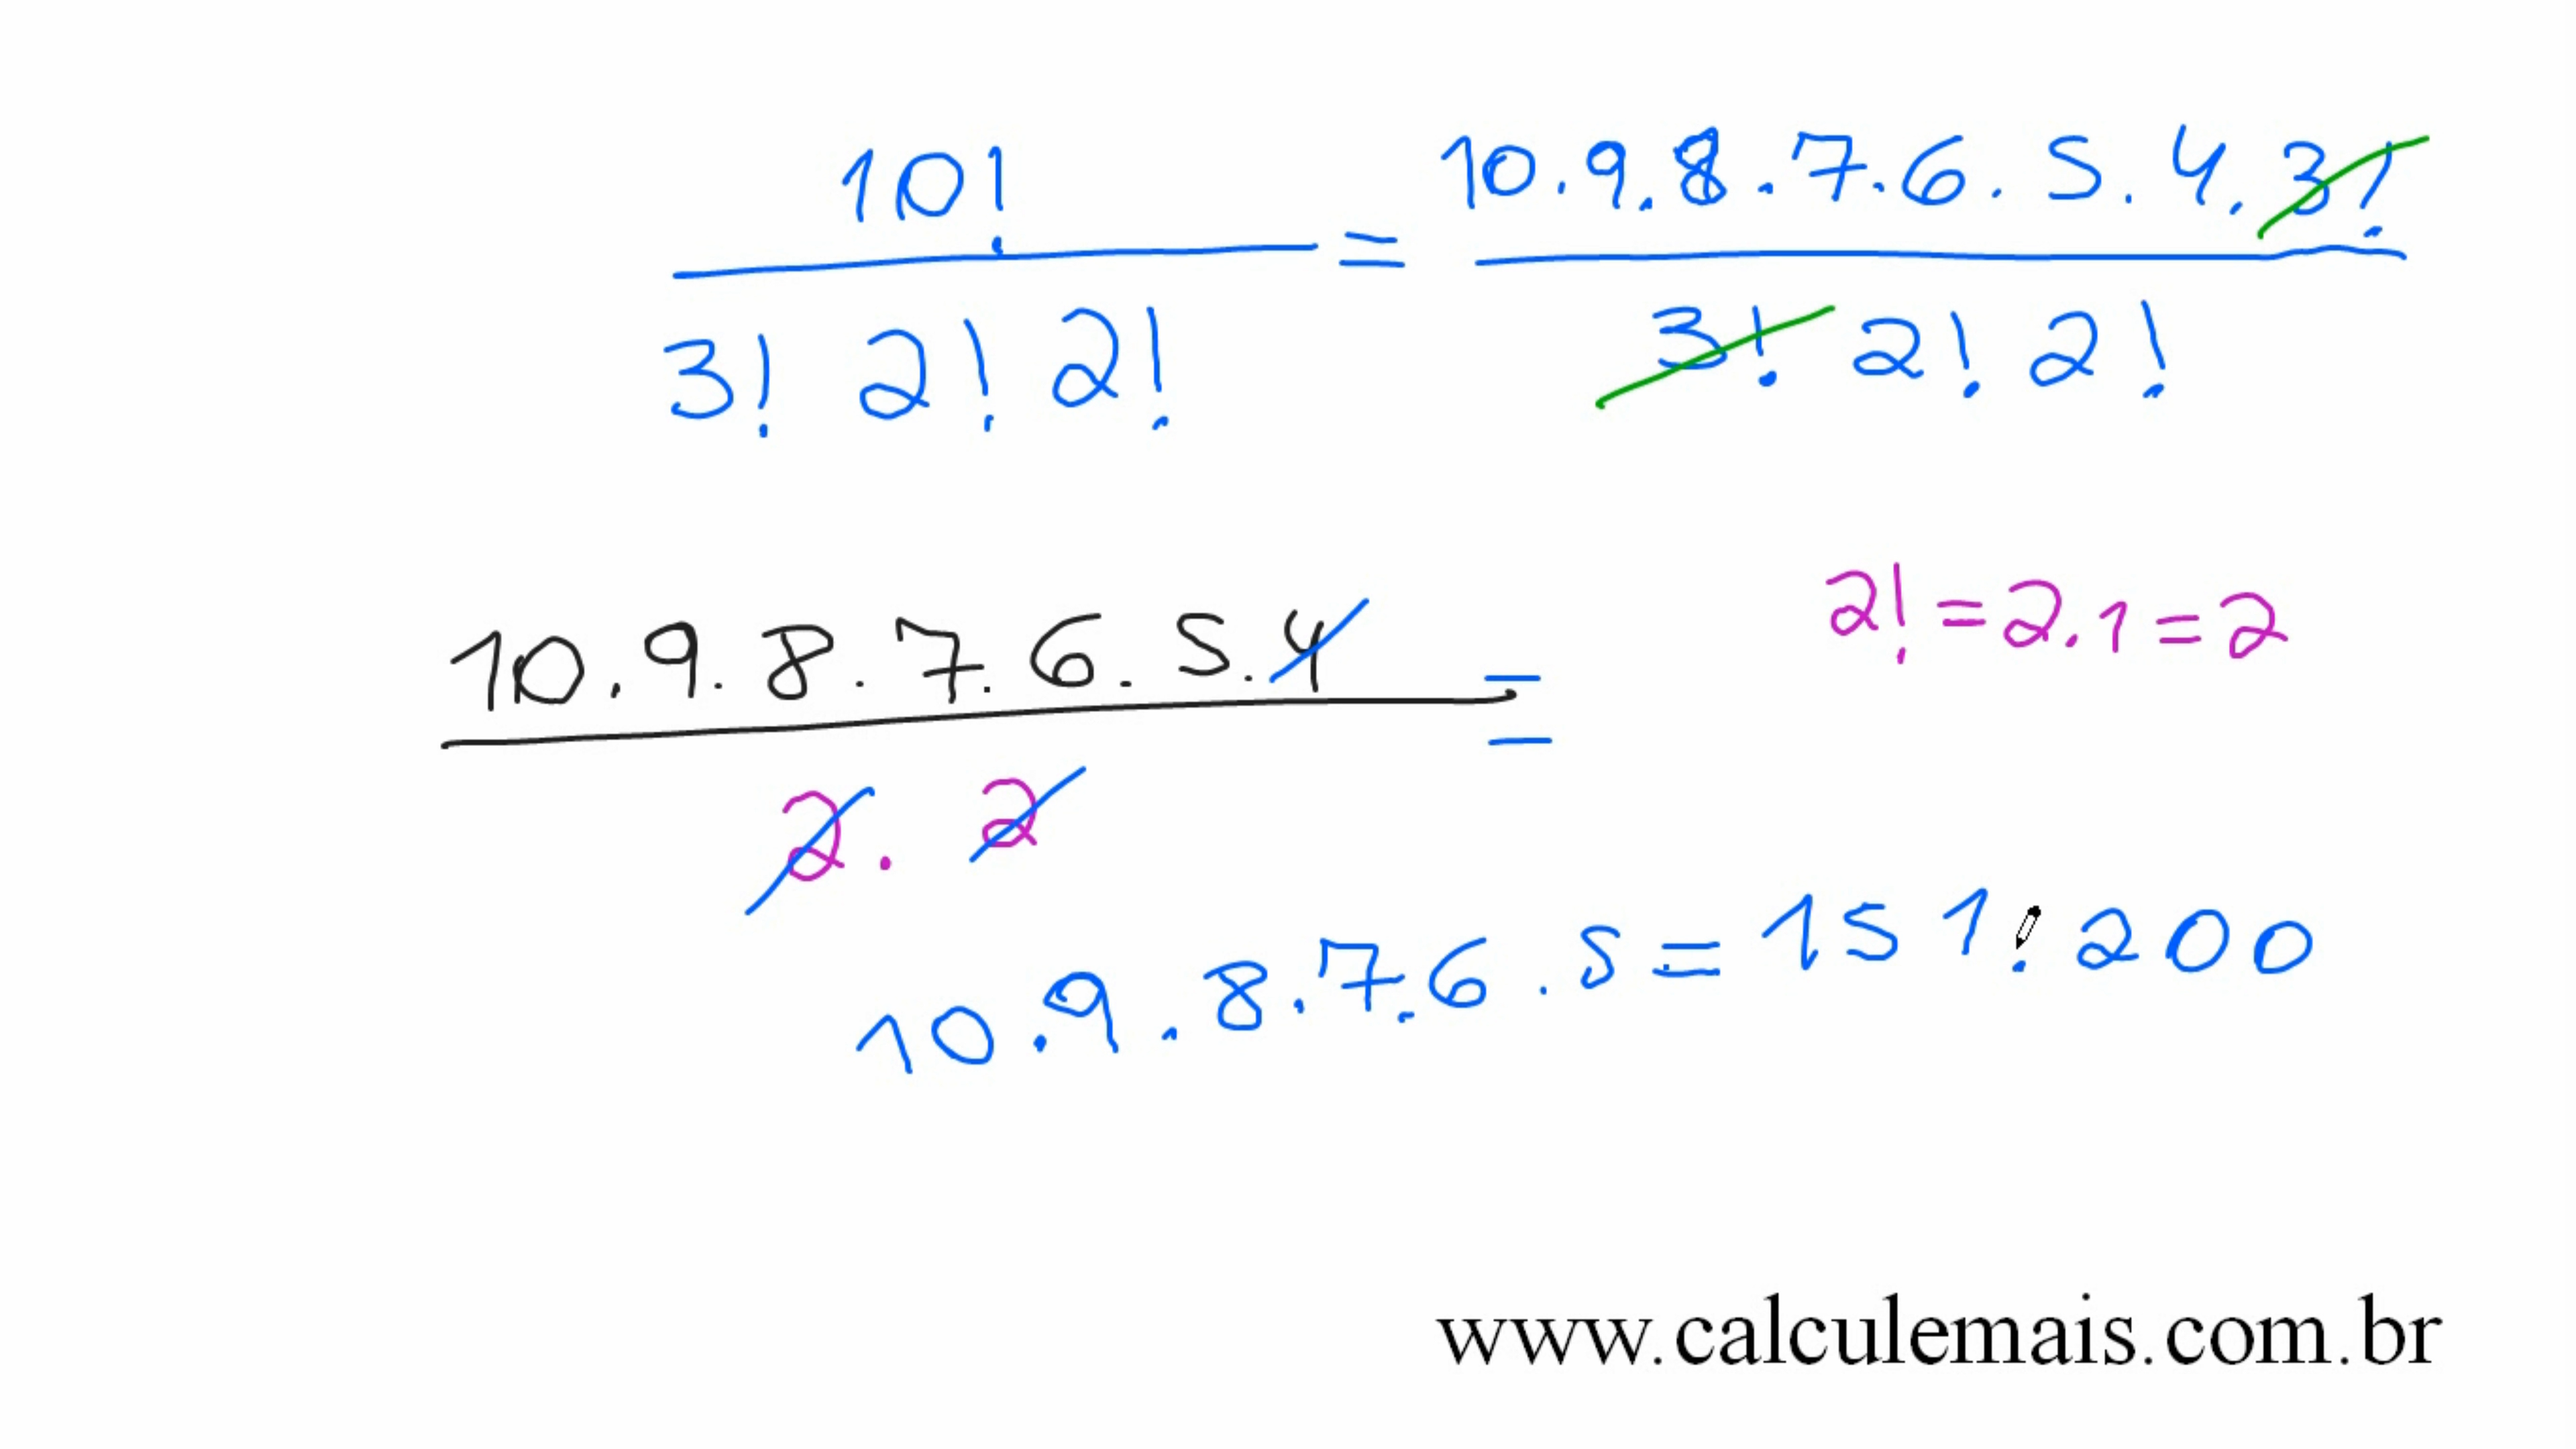 10! = 10.9.8.7.6.5.4.3!
3! 2! 2! 3! 2! 2!
10.9.8.7.6.5.4 =
2.2
2! = 2.1 = 2
10.9.8.7.6.5 = 151.200
www.calculemais.com.br